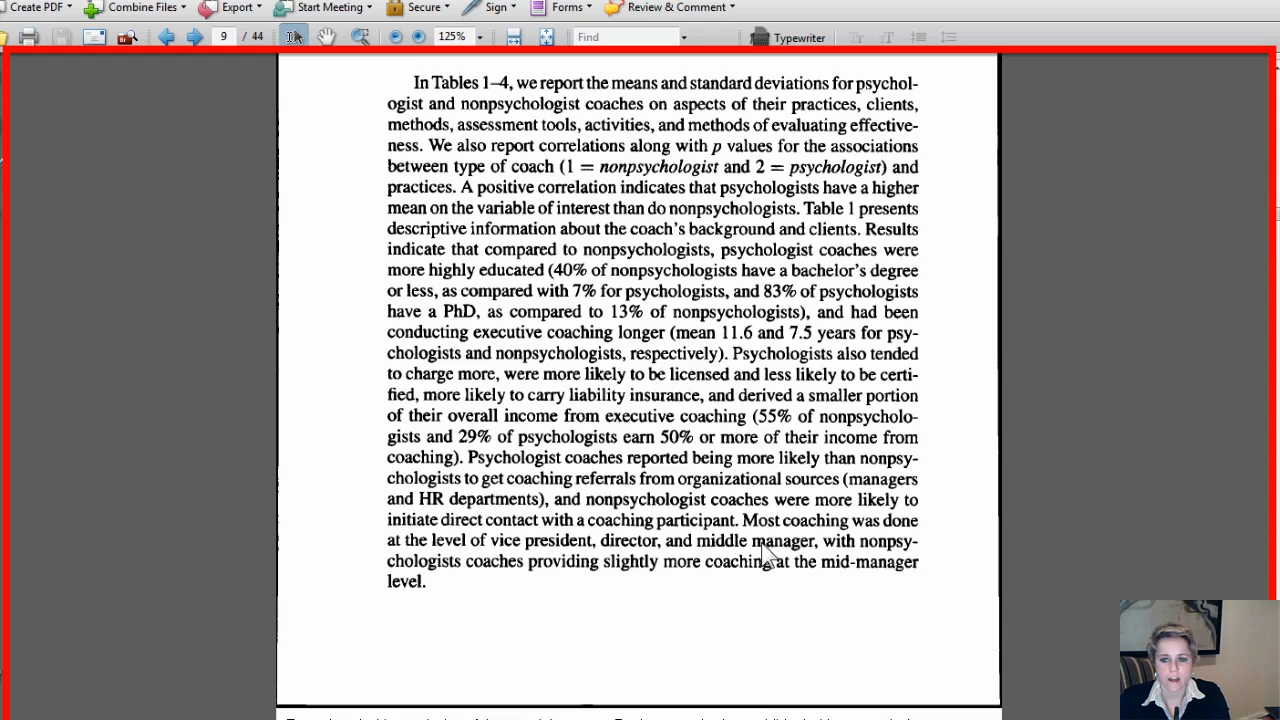 Create PDF Combine Files Export Start Meeting Secure Sign Forms Review & Comment
9 / 44 125% Find Typewriter
In Tables 1–4, we report the means and standard deviations for psychol-
ogist and nonpsychologist coaches on aspects of their practices, clients,
methods, assessment tools, activities, and methods of evaluating effective-
ness. We also report correlations along with p values for the associations
between type of coach (1 = nonpsychologist and 2 = psychologist) and
practices. A positive correlation indicates that psychologists have a higher
mean on the variable of interest than do nonpsychologists. Table 1 presents
descriptive information about the coach's background and clients. Results
indicate that compared to nonpsychologists, psychologist coaches were
more highly educated (40% of nonpsychologists have a bachelor's degree
or less, as compared with 7% for psychologists, and 83% of psychologists
have a PhD, as compared to 13% of nonpsychologists), and had been
conducting executive coaching longer (mean 11.6 and 7.5 years for psy-
chologists and nonpsychologists, respectively). Psychologists also tended
to charge more, were more likely to be licensed and less likely to be certi-
fied, more likely to carry liability insurance, and derived a smaller portion
of their overall income from executive coaching (55% of nonpsycholo-
gists and 29% of psychologists earn 50% or more of their income from
coaching). Psychologist coaches reported being more likely than nonpsy-
chologists to get coaching referrals from organizational sources (managers
and HR departments), and nonpsychologist coaches were more likely to
initiate direct contact with a coaching participant. Most coaching was done
at the level of vice president, director, and middle manager, with nonpsy-
chologists coaches providing slightly more coaching at the mid-manager
level.